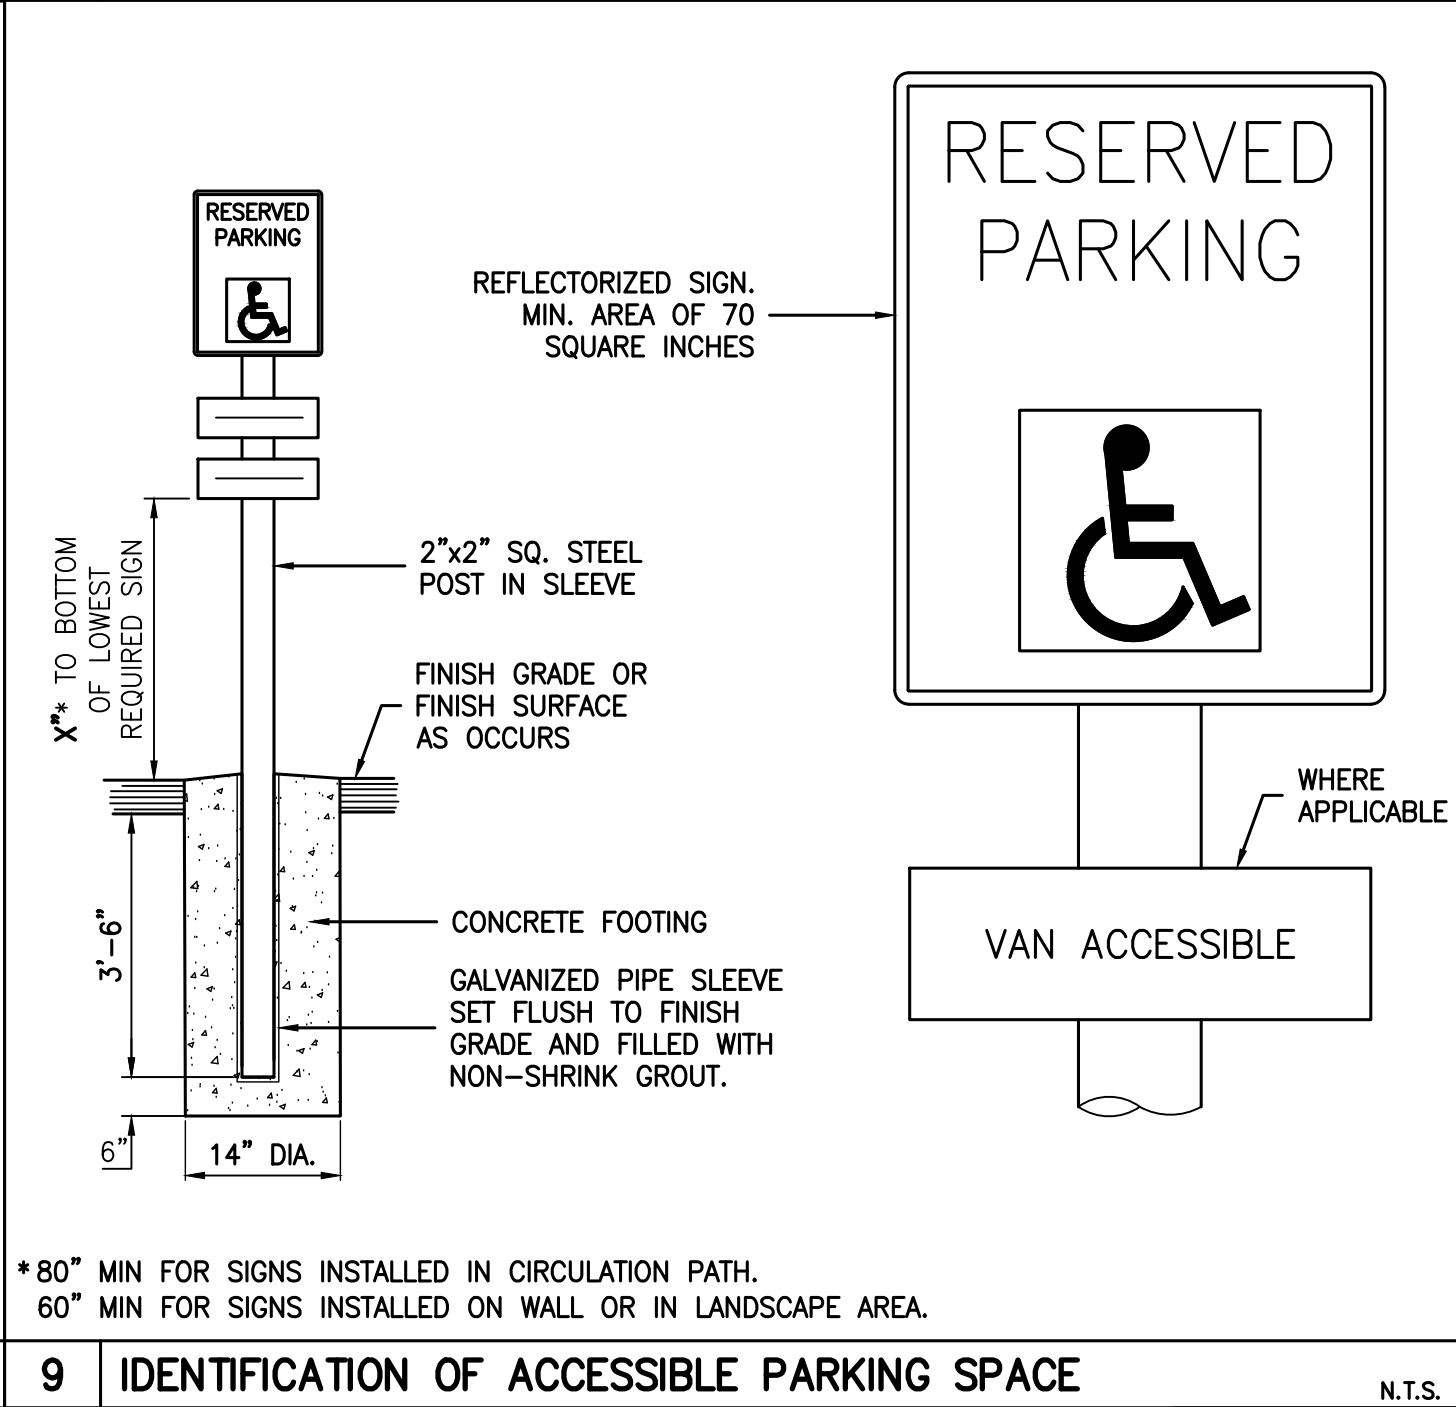 RESERVED
PARKING
RESERVED
PARKING
REFLECTORIZED SIGN.
MIN. AREA OF 70
SQUARE INCHES
X"* TO BOTTOM
OF LOWEST
REQUIRED SIGN
2"x2" SQ. STEEL
POST IN SLEEVE
FINISH GRADE OR
FINISH SURFACE
AS OCCURS
WHERE
APPLICABLE
VAN ACCESSIBLE
3'-6"
CONCRETE FOOTING
GALVANIZED PIPE SLEEVE
SET FLUSH TO FINISH
GRADE AND FILLED WITH
NON-SHRINK GROUT.
6"
14" DIA.
*80" MIN FOR SIGNS INSTALLED IN CIRCULATION PATH.
60" MIN FOR SIGNS INSTALLED ON WALL OR IN LANDSCAPE AREA.
9 IDENTIFICATION OF ACCESSIBLE PARKING SPACE
N.T.S.